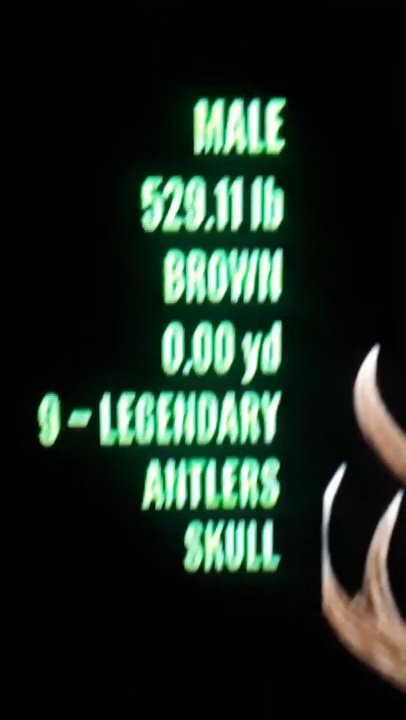 MALE
529.11 lb
BROWN
0.00 yd
9 - LEGENDARY
ANTLERS
SKULL